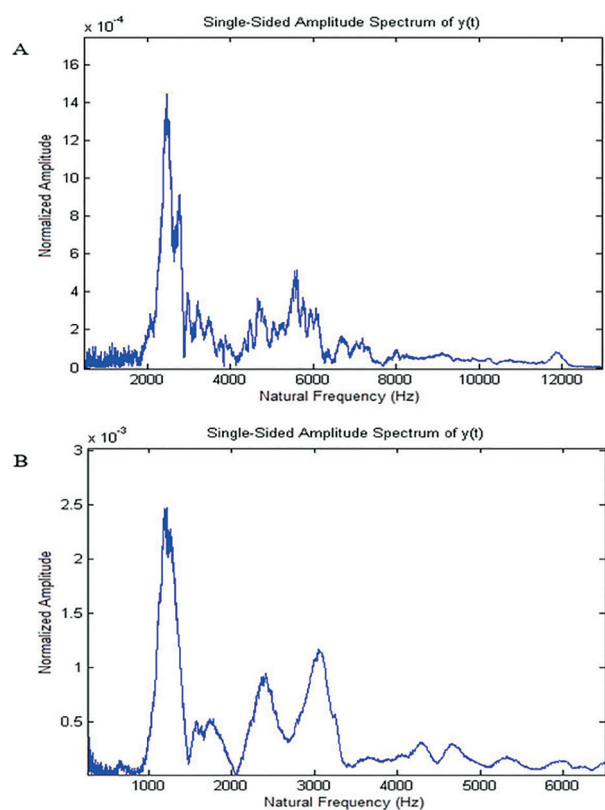 Single-Sided Amplitude Spectrum of y(t)
x 10⁻⁴
A
16
14
12
10
8
6
4
2
0
Normalized Amplitude
2000 4000 6000 8000 10000 12000
Natural Frequency (Hz)
Single-Sided Amplitude Spectrum of y(t)
x 10⁻³
B
3
2.5
2
1.5
1
0.5
Normalized Amplitude
1000 2000 3000 4000 5000 6000
Natural Frequency (Hz)